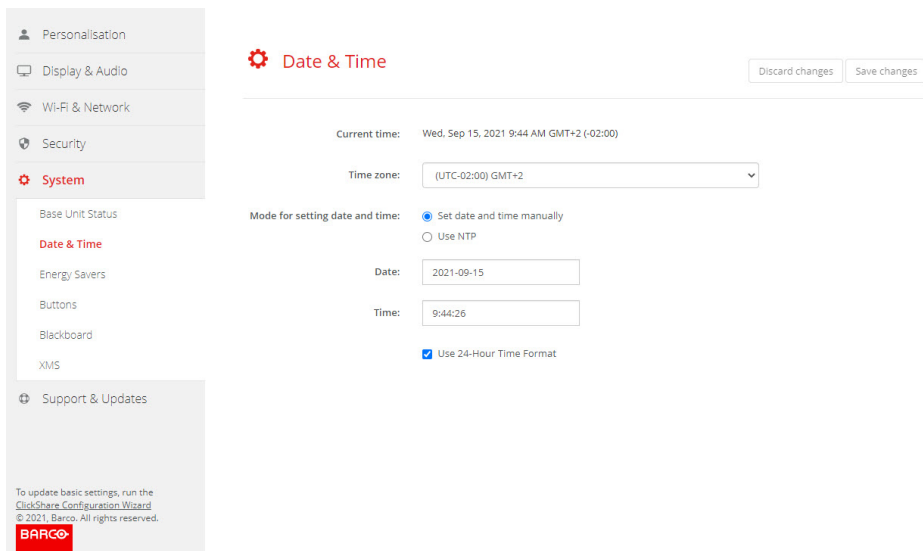 Personalisation
Display & Audio
Wi-Fi & Network
Security
System
Base Unit Status
Date & Time
Energy Savers
Buttons
Blackboard
XMS
Support & Updates
To update basic settings, run the
ClickShare Configuration Wizard
© 2021, Barco. All rights reserved.
BARCO
Date & Time
Discard changes
Save changes
Current time: Wed, Sep 15, 2021 9:44 AM GMT+2 (-02:00)
Time zone: (UTC-02:00) GMT+2
Mode for setting date and time: Set date and time manually
Use NTP
Date: 2021-09-15
Time: 9:44:26
Use 24-Hour Time Format